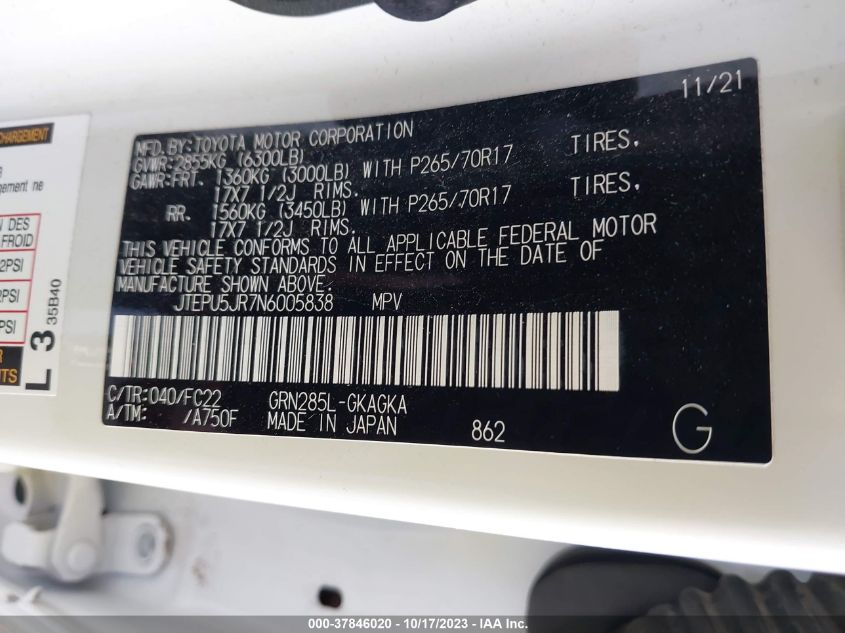 11/21
MFD. BY: TOYOTA MOTOR CORPORATION
GVWR: 2855KG (6300LB)
GAWR: FRT. 1360KG (3000LB) WITH P265/70R17 TIRES,
17X7 1/2J RIMS.
RR. 1560KG (3450LB) WITH P265/70R17 TIRES,
17X7 1/2J RIMS.
THIS VEHICLE CONFORMS TO ALL APPLICABLE FEDERAL MOTOR
VEHICLE SAFETY STANDARDS IN EFFECT ON THE DATE OF
MANUFACTURE SHOWN ABOVE.
JTEPU5JR7N6005838 MPV
C/TR: 040/FC22 GRN285L-GKAGKA
A/TM: /A750F MADE IN JAPAN 862
G
CHARGEMENT
gement ne
N DES
FROID
2PSI
PSI
PSI
R
NTS
L 3
35B40
000-37846020 - 10/17/2023 - IAA Inc.